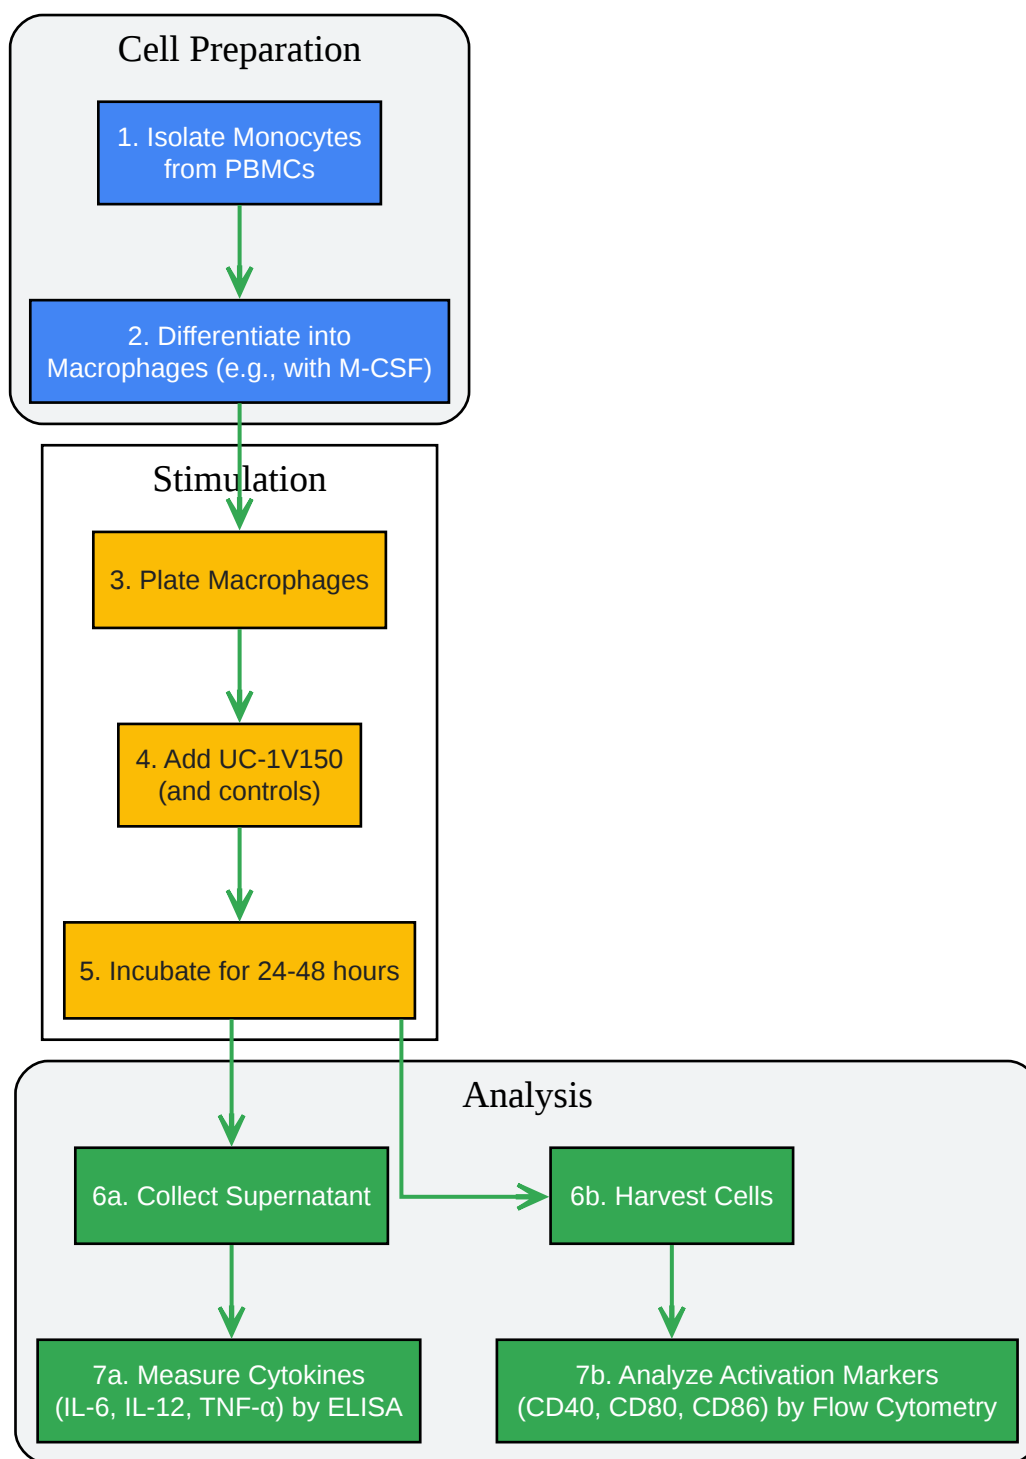 Cell Preparation
1. Isolate Monocytes
from PBMCs
2. Differentiate into
Macrophages (e.g., with M-CSF)
Stimulation
3. Plate Macrophages
4. Add UC-1V150
(and controls)
5. Incubate for 24-48 hours
Analysis
6a. Collect Supernatant
6b. Harvest Cells
7a. Measure Cytokines
(IL-6, IL-12, TNF-α) by ELISA
7b. Analyze Activation Markers
(CD40, CD80, CD86) by Flow Cytometry